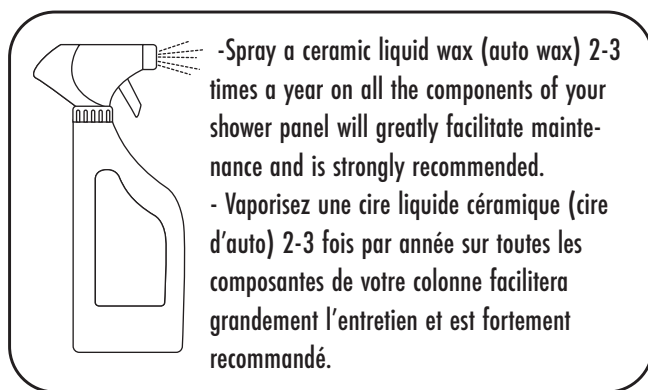 -Spray a ceramic liquid wax (auto wax) 2-3
times a year on all the components of your
shower panel will greatly facilitate mainte-
nance and is strongly recommended.
- Vaporisez une cire liquide céramique (cire
d’auto) 2-3 fois par année sur toutes les
composantes de votre colonne facilitera
grandement l’entretien et est fortement
recommandé.